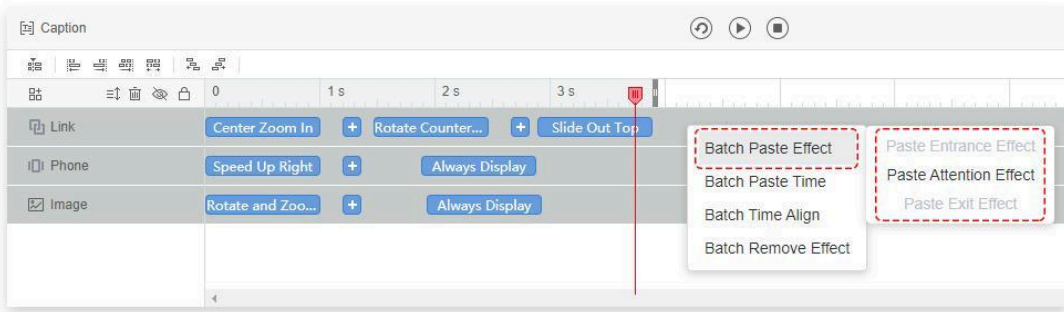 Caption
0 1 s 2 s 3 s
Link Center Zoom In Rotate Counter... Slide Out Top
Phone Speed Up Right Always Display
Image Rotate and Zoo... Always Display
Batch Paste Effect
Batch Paste Time
Batch Time Align
Batch Remove Effect
Paste Entrance Effect
Paste Attention Effect
Paste Exit Effect